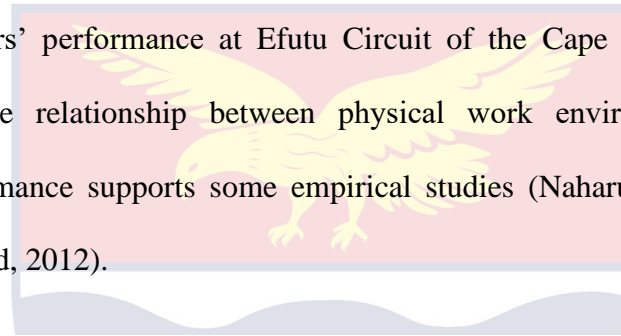 rs’ performance at Efutu Circuit of the Cape
e relationship between physical work envir
mance supports some empirical studies (Naharu
d, 2012).